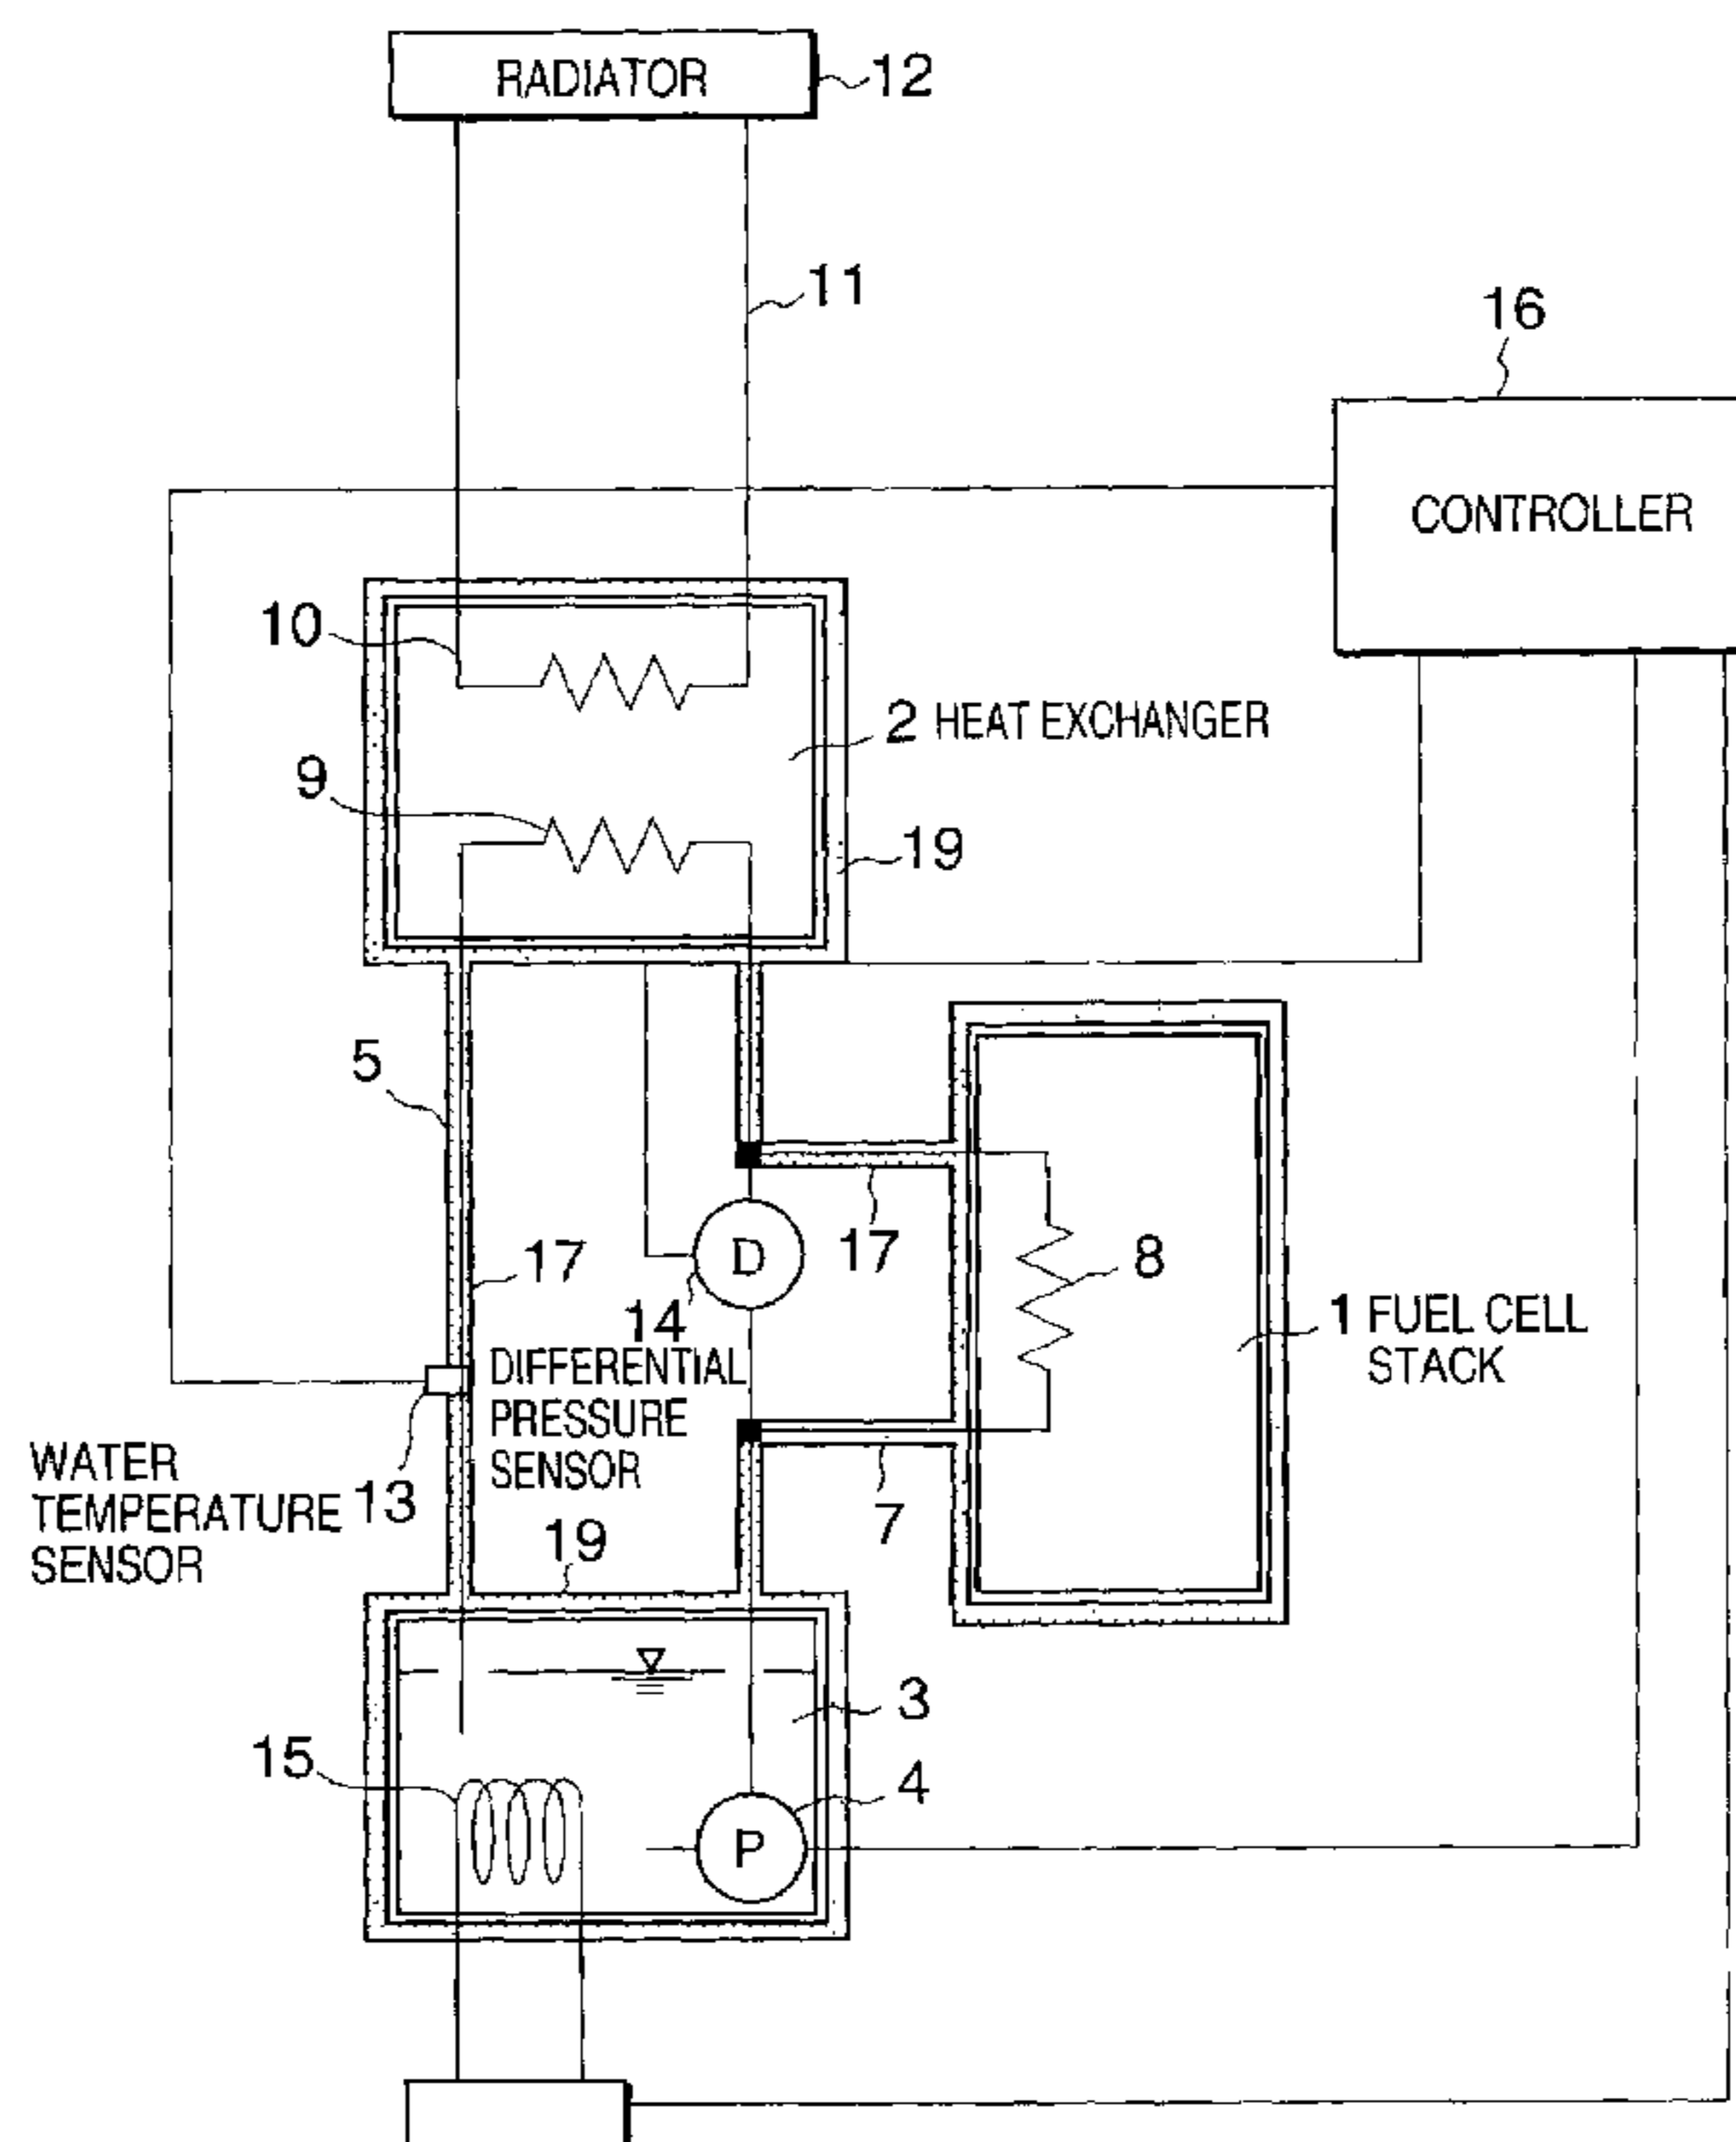 RADIATOR
12
11
16
CONTROLLER
10
2 HEAT EXCHANGER
9
19
5
17
17
8
14
DIFFERENTIAL
PRESSURE
SENSOR
D
1 FUEL CELL
STACK
WATER
TEMPERATURE 13
SENSOR
7
19
3
15
4
P